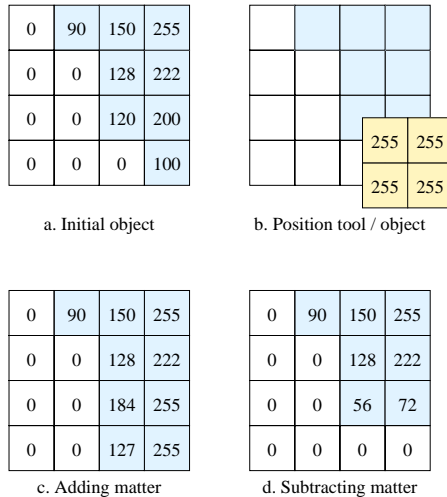 0 90 150 255
0 0 128 222
0 0 120 200
0 0 0 100
255 255
255 255
a. Initial object
b. Position tool / object
0 90 150 255
0 0 128 222
0 0 184 255
0 0 127 255
0 90 150 255
0 0 128 222
0 0 56 72
0 0 0 0
c. Adding matter
d. Subtracting matter